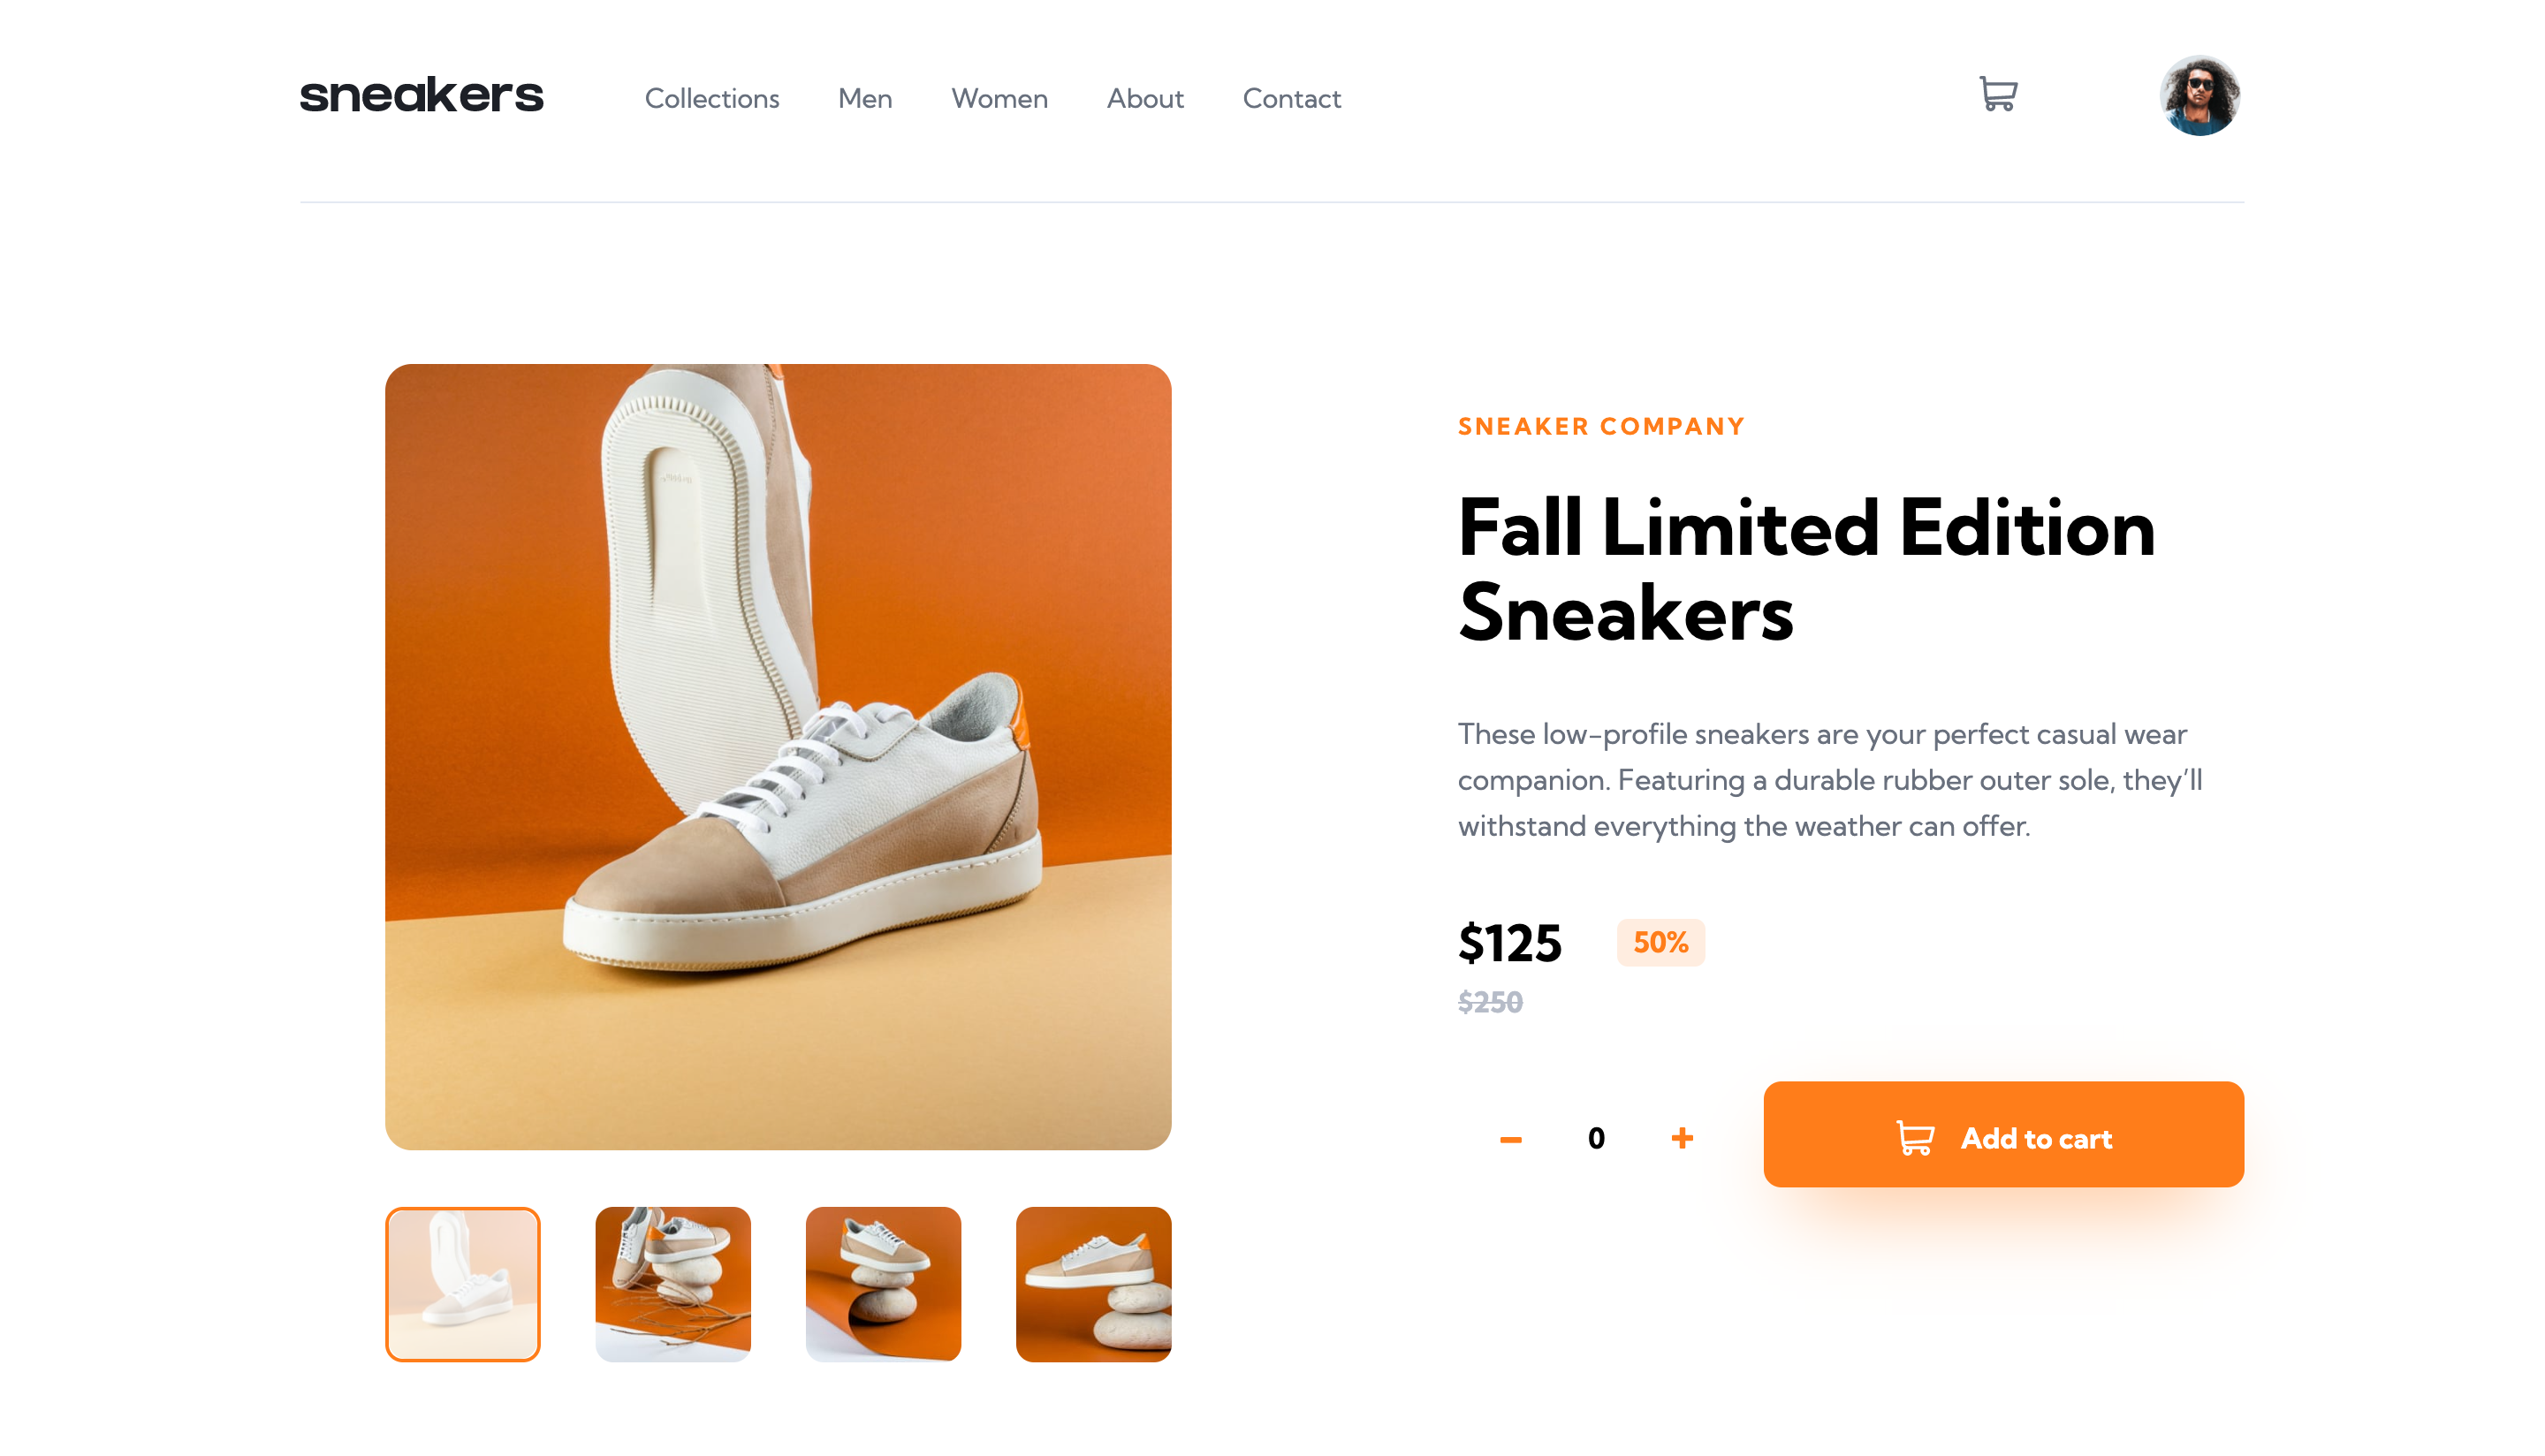 sneakers
Collections
Men
Women
About
Contact
SNEAKER COMPANY
Fall Limited Edition
Sneakers
These low-profile sneakers are your perfect casual wear
companion. Featuring a durable rubber outer sole, they’ll
withstand everything the weather can offer.
$125
50%
$250
0
Add to cart